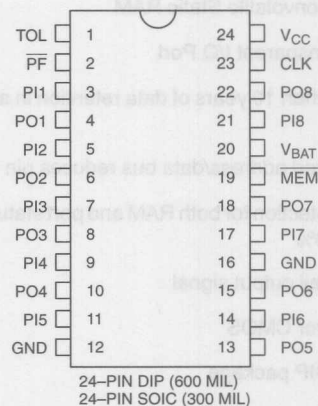 TOL 1 24 VCC
PF 2 23 CLK
PI1 3 22 PO8
PO1 4 21 PI8
PI2 5 20 VBAT
PO2 6 19 MEM
PI3 7 18 PO7
PO3 8 17 PI7
PI4 9 16 GND
PO4 10 15 PO6
PI5 11 14 PI6
GND 12 13 PO5
24–PIN DIP (600 MIL)
24–PIN SOIC (300 MIL)